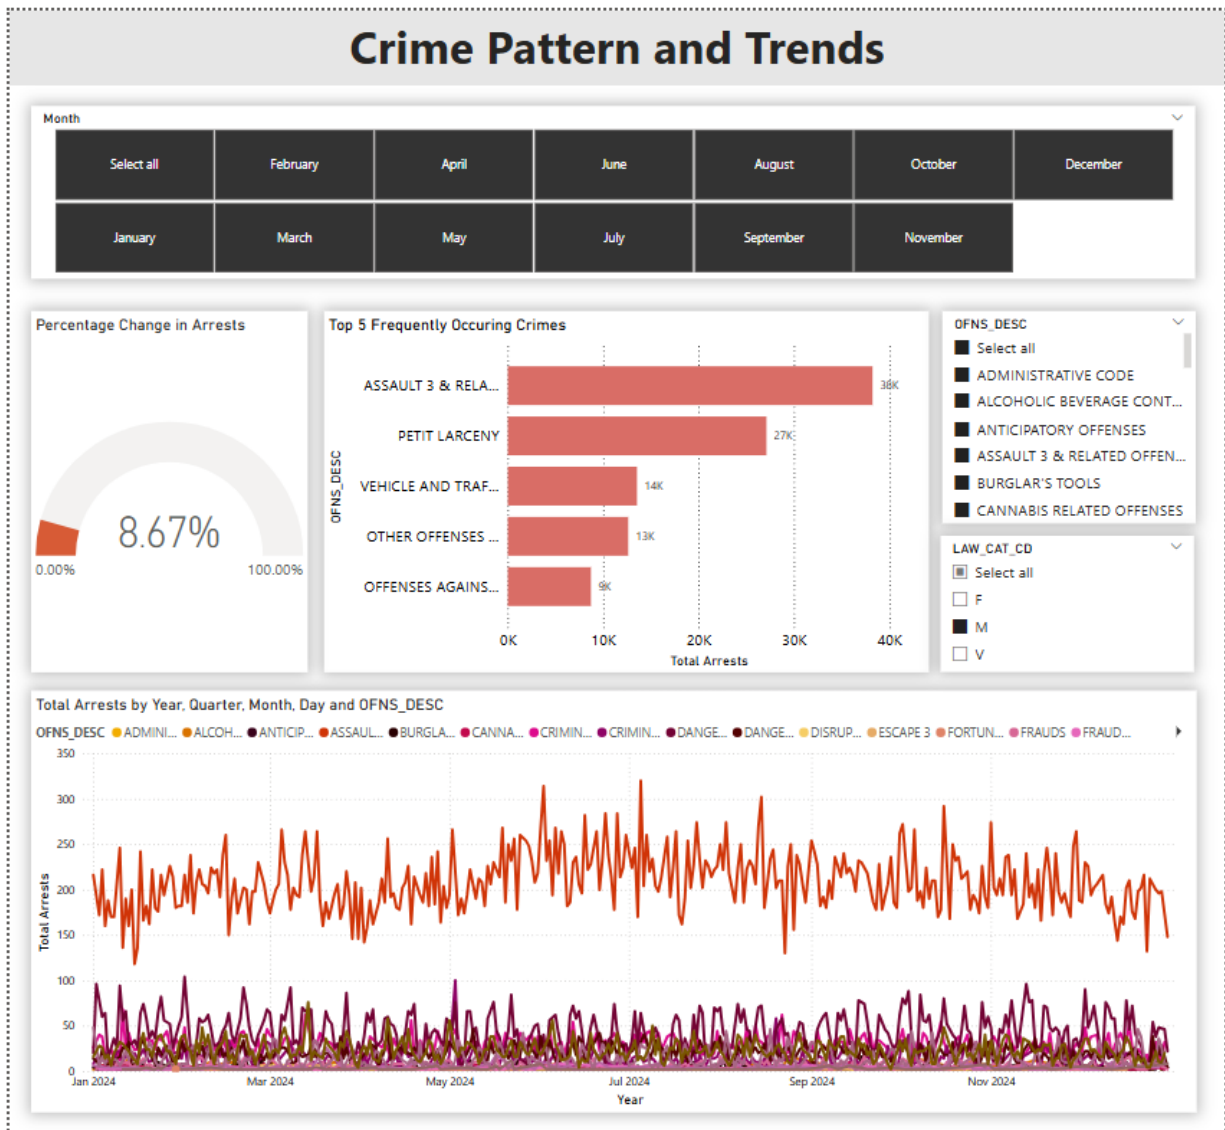 Crime Pattern and Trends
Month
Select all February April June August October December
January March May July September November
Percentage Change in Arrests
8.67%
0.00% 100.00%
Top 5 Frequently Occuring Crimes
OFNS_DESC
ASSAULT 3 & RELA... 38K
PETIT LARCENY 27K
VEHICLE AND TRAF... 14K
OTHER OFFENSES ... 13K
OFFENSES AGAINS... 9K
0K 10K 20K 30K 40K
Total Arrests
OFNS_DESC
Select all
ADMINISTRATIVE CODE
ALCOHOLIC BEVERAGE CONT...
ANTICIPATORY OFFENSES
ASSAULT 3 & RELATED OFFEN...
BURGLAR'S TOOLS
CANNABIS RELATED OFFENSES
LAW_CAT_CD
Select all
F
M
V
Total Arrests by Year, Quarter, Month, Day and OFNS_DESC
OFNS_DESC ADMINI... ALCOH... ANTICIP... ASSAUL... BURGLA... CANNA... CRIMIN... CRIMIN... DANGE... DANGE... DISRUP... ESCAPE 3 FORTUN... FRAUDS FRAUD...
Total Arrests
350
300
250
200
150
100
50
0
Jan 2024 Mar 2024 May 2024 Jul 2024 Sep 2024 Nov 2024
Year